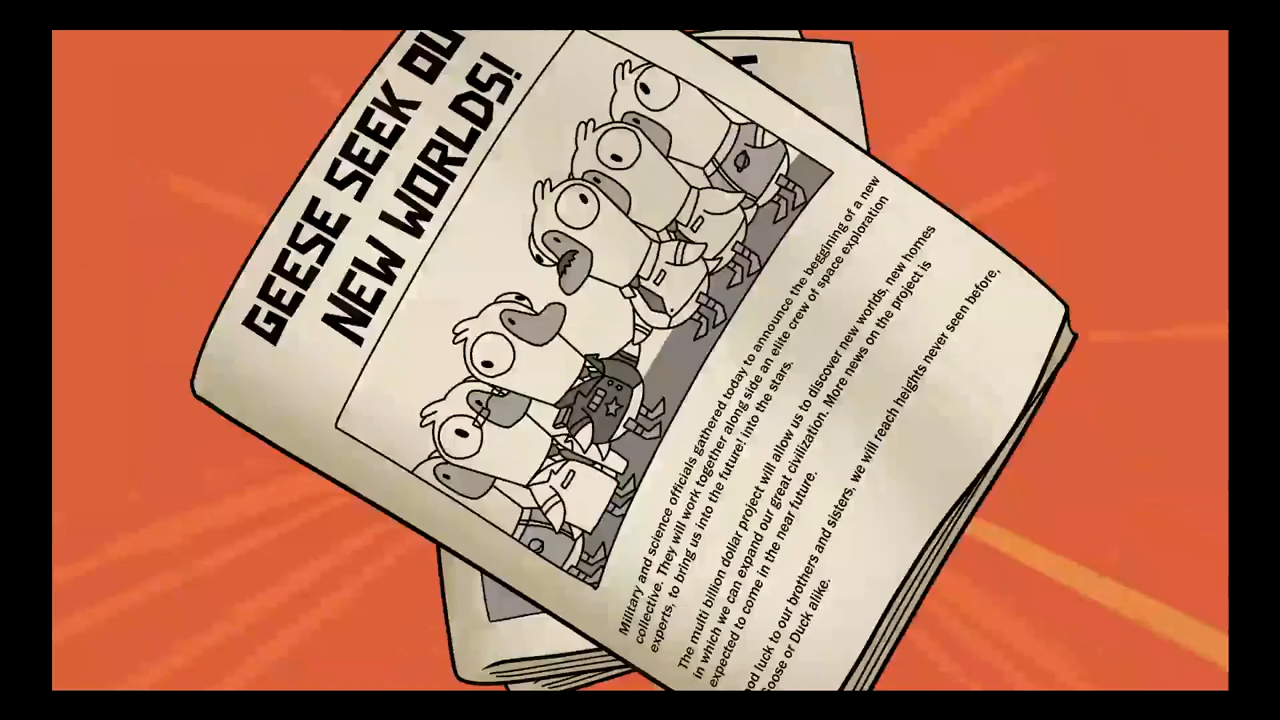 GEESE SEEK OU
NEW WORLDS!
Military and science officials gathered today to announce the beggining of a new
collective. They will work together along side an elite crew of space exploration
experts, to bring us into the future! into the stars.
The multi billion dollar project will allow us to discover new worlds, new homes
in which we can expand our great civilization. More news on the project is
expected to come in the near future.
od luck to our brothers and sisters, we will reach heights never seen before,
Goose or Duck alike.